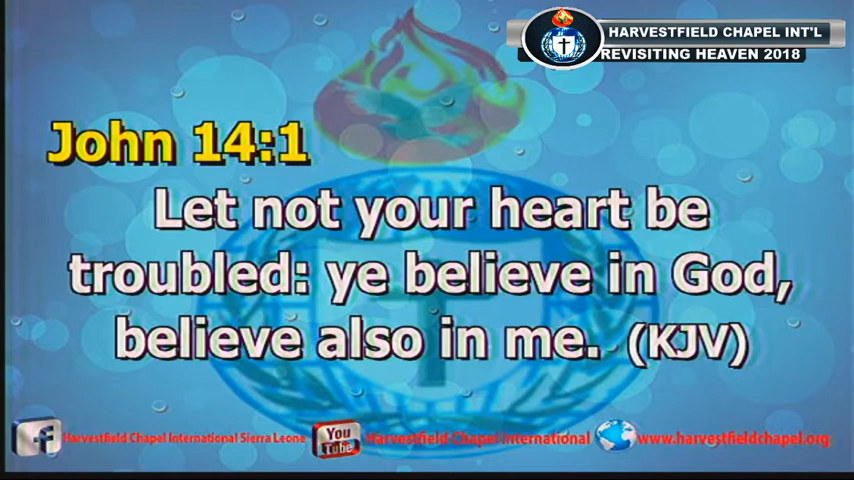 HARVESTFIELD CHAPEL INT'L
REVISITING HEAVEN 2018
John 14:1
Let not your heart be
troubled: ye believe in God,
believe also in me. (KJV)
Harvestfield Chapel International Sierra Leone
You Tube
Harvestfield Chapel International
www.harvestfieldchapel.org